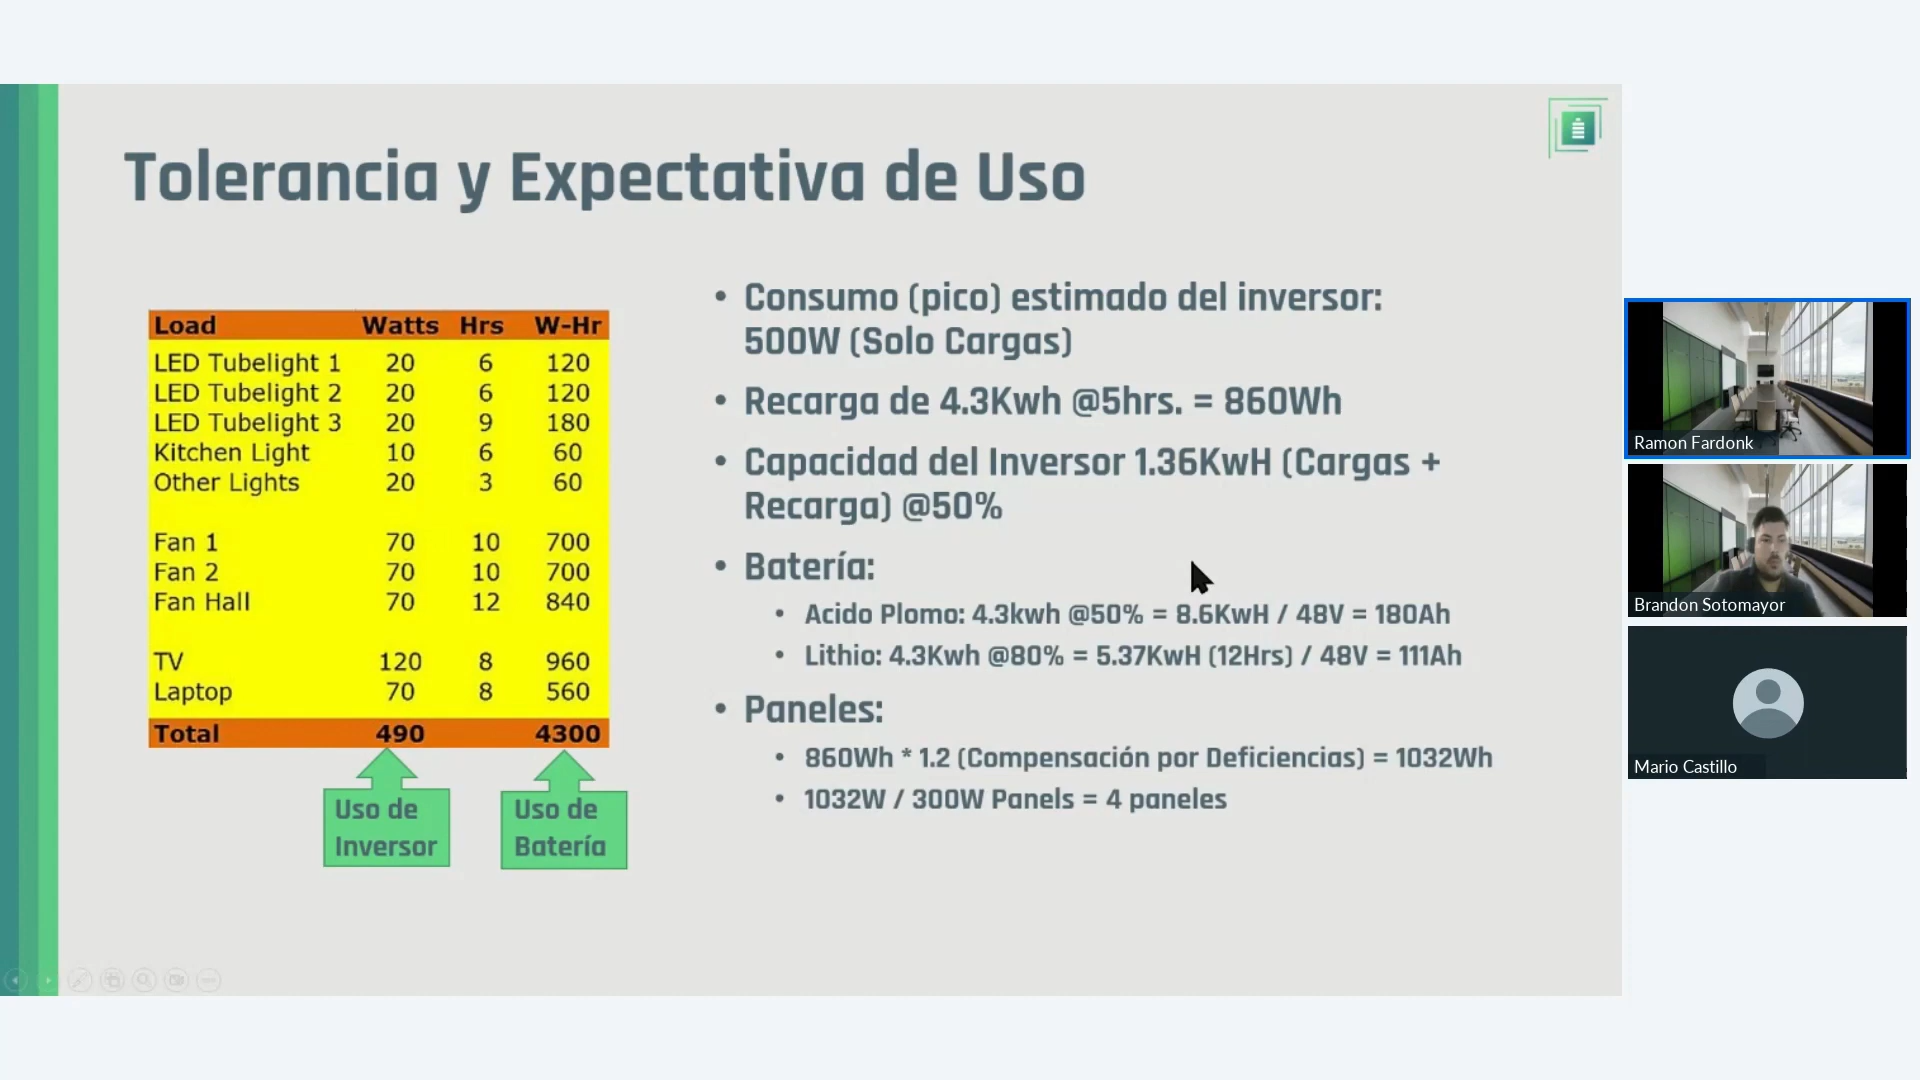 Tolerancia y Expectativa de Uso
Load Watts Hrs W-Hr
LED Tubelight 1 20 6 120
LED Tubelight 2 20 6 120
LED Tubelight 3 20 9 180
Kitchen Light 10 6 60
Other Lights 20 3 60
Fan 1 70 10 700
Fan 2 70 10 700
Fan Hall 70 12 840
TV 120 8 960
Laptop 70 8 560
Total 490 4300
Uso de
Inversor
Uso de
Batería
• Consumo (pico) estimado del inversor:
500W (Solo Cargas)
• Recarga de 4.3Kwh @5hrs. = 860Wh
• Capacidad del Inversor 1.36KwH (Cargas +
Recarga) @50%
• Batería:
• Acido Plomo: 4.3kwh @50% = 8.6KwH / 48V = 180Ah
• Lithio: 4.3Kwh @80% = 5.37KwH (12Hrs) / 48V = 111Ah
• Paneles:
• 860Wh * 1.2 (Compensación por Deficiencias) = 1032Wh
• 1032W / 300W Panels = 4 paneles
Ramon Fardonk
Brandon Sotomayor
Mario Castillo